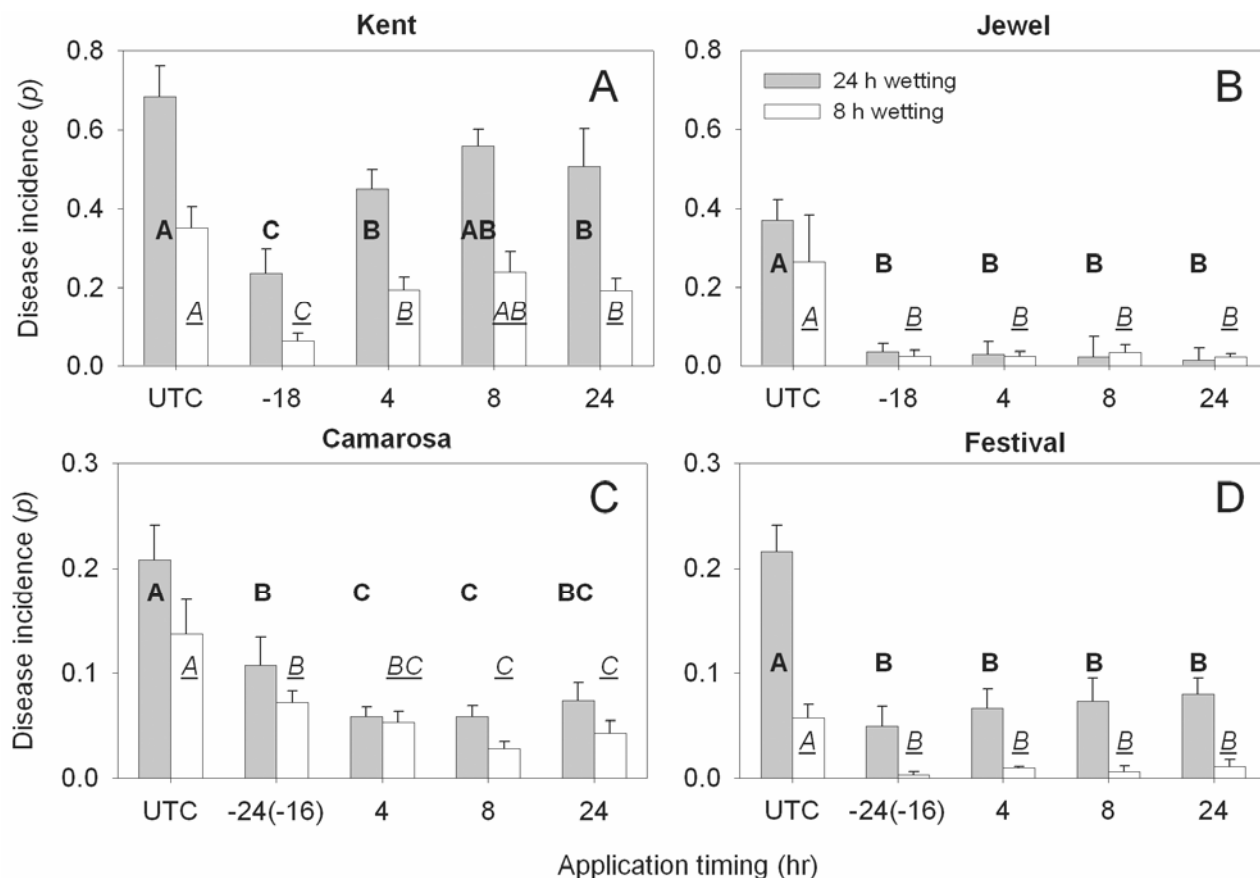 Kent
Jewel
Disease incidence (p)
0.8
0.6
0.4
0.2
0.0
A
A
C
B
AB
B
A
C
B
AB
B
UTC
-18
4
8
24
0.8
0.6
0.4
0.2
0.0
24 h wetting
8 h wetting
B
A
B
B
B
B
A
B
B
B
B
UTC
-18
4
8
24
Camarosa
Festival
Disease incidence (p)
0.3
0.2
0.1
0.0
C
A
B
C
C
BC
A
B
BC
C
C
UTC
-24(-16)
4
8
24
0.3
0.2
0.1
0.0
D
A
B
B
B
B
A
B
B
B
B
UTC
-24(-16)
4
8
24
Application timing (hr)